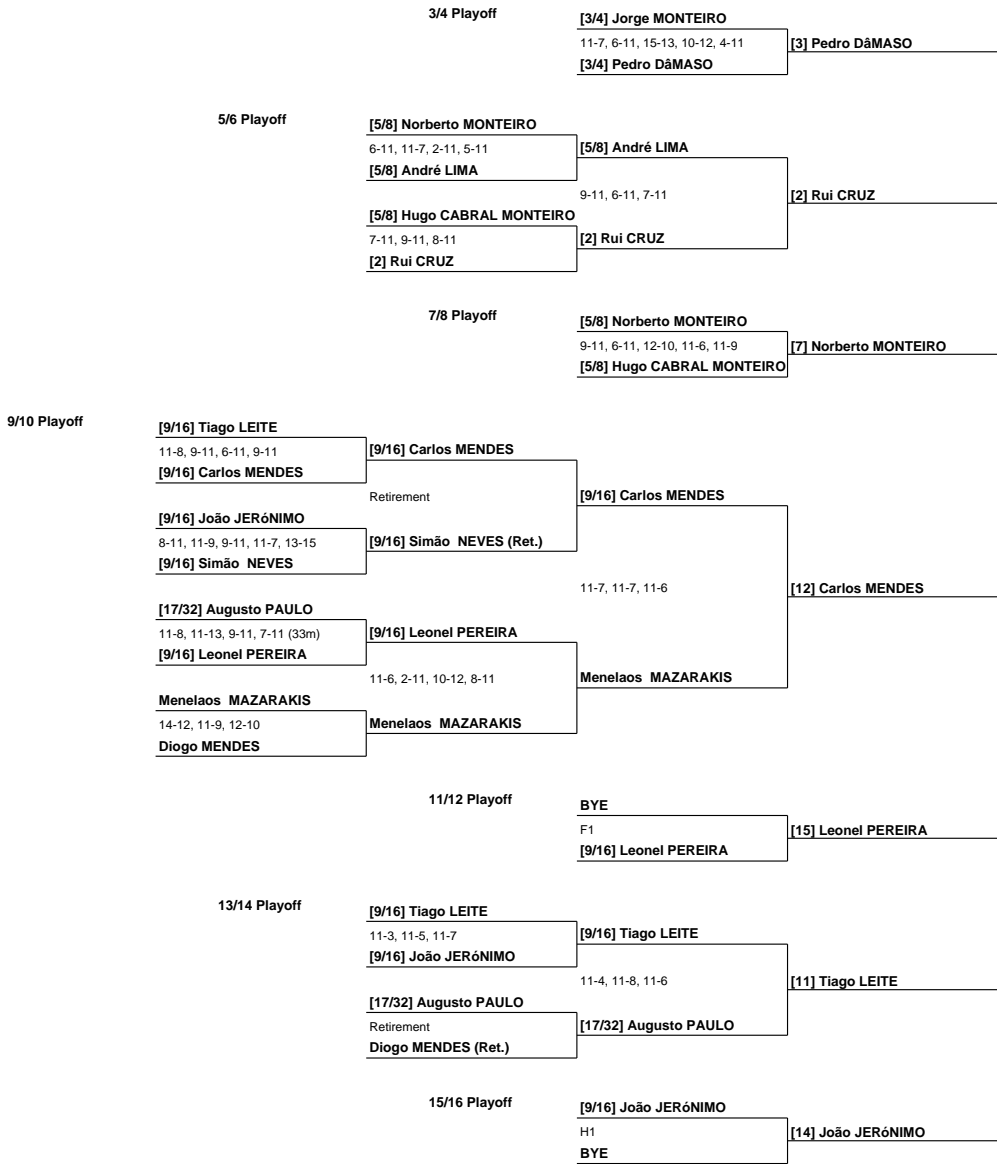 3/4 Playoff
[3/4] Jorge MONTEIRO
11-7, 6-11, 15-13, 10-12, 4-11
[3] Pedro DâMASO
[3/4] Pedro DâMASO
5/6 Playoff
[5/8] Norberto MONTEIRO
6-11, 11-7, 2-11, 5-11
[5/8] André LIMA
[5/8] André LIMA
9-11, 6-11, 7-11
[2] Rui CRUZ
[5/8] Hugo CABRAL MONTEIRO
7-11, 9-11, 8-11
[2] Rui CRUZ
[2] Rui CRUZ
7/8 Playoff
[5/8] Norberto MONTEIRO
9-11, 6-11, 12-10, 11-6, 11-9
[7] Norberto MONTEIRO
[5/8] Hugo CABRAL MONTEIRO
9/10 Playoff
[9/16] Tiago LEITE
11-8, 9-11, 6-11, 9-11
[9/16] Carlos MENDES
[9/16] Carlos MENDES
Retirement
[9/16] Carlos MENDES
[9/16] João JERóNIMO
8-11, 11-9, 9-11, 11-7, 13-15
[9/16] Simão NEVES (Ret.)
[9/16] Simão NEVES
11-7, 11-7, 11-6
[12] Carlos MENDES
[17/32] Augusto PAULO
11-8, 11-13, 9-11, 7-11 (33m)
[9/16] Leonel PEREIRA
[9/16] Leonel PEREIRA
11-6, 2-11, 10-12, 8-11
Menelaos MAZARAKIS
Menelaos MAZARAKIS
14-12, 11-9, 12-10
Menelaos MAZARAKIS
Diogo MENDES
11/12 Playoff
BYE
F1
[15] Leonel PEREIRA
[9/16] Leonel PEREIRA
13/14 Playoff
[9/16] Tiago LEITE
11-3, 11-5, 11-7
[9/16] Tiago LEITE
[9/16] João JERóNIMO
11-4, 11-8, 11-6
[11] Tiago LEITE
[17/32] Augusto PAULO
Retirement
[17/32] Augusto PAULO
Diogo MENDES (Ret.)
15/16 Playoff
[9/16] João JERóNIMO
H1
[14] João JERóNIMO
BYE